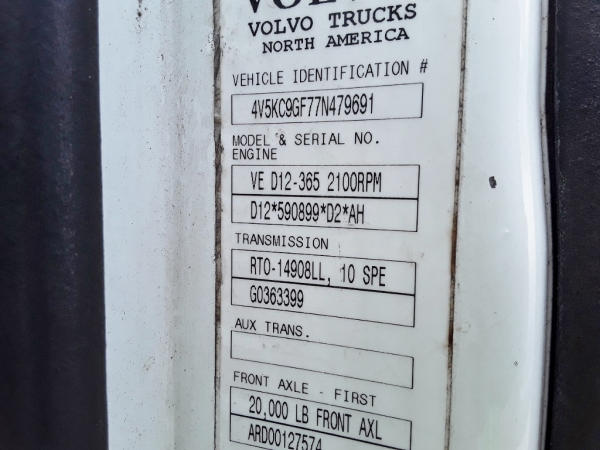 VOLVO
VOLVO TRUCKS
NORTH AMERICA
VEHICLE IDENTIFICATION #
4V5KC9GF77N479691
MODEL & SERIAL NO.
ENGINE
VE D12-365 2100RPM
D12*590899*D2*AH
TRANSMISSION
RTO-14908LL, 10 SPE
G0363399
AUX TRANS.
FRONT AXLE - FIRST
20,000 LB FRONT AXL
ARD00127574